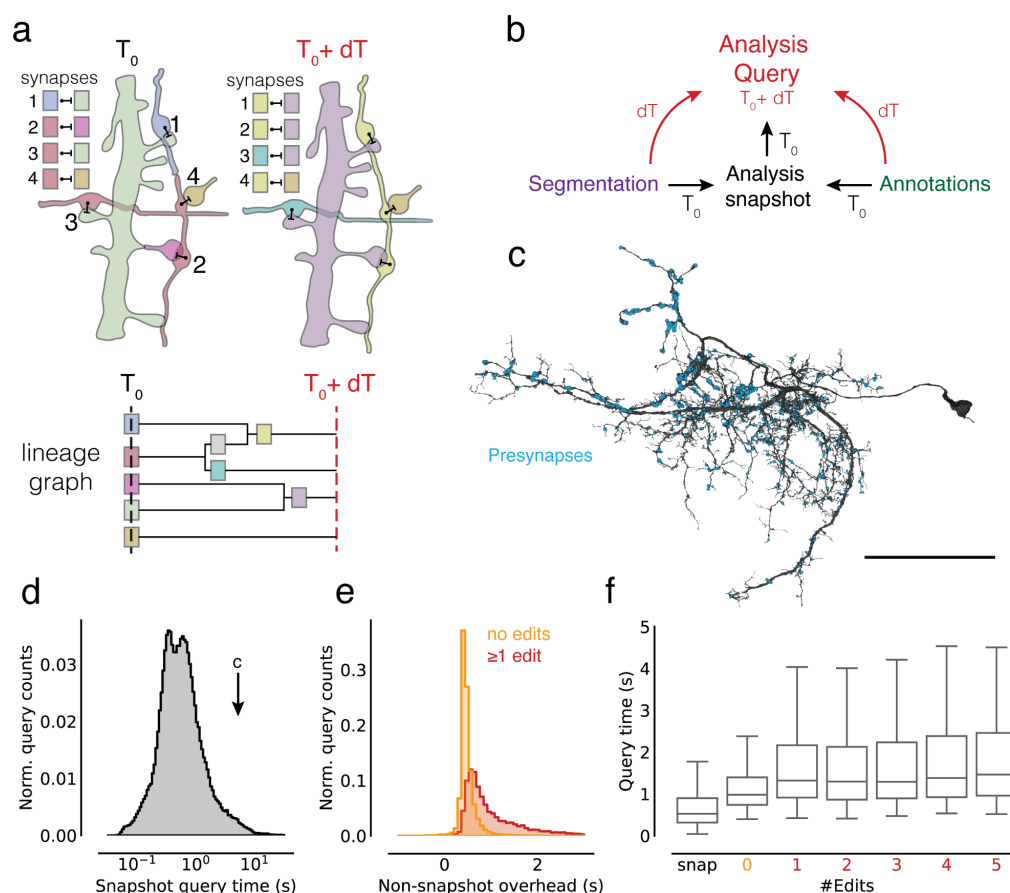 a
T0
T0+ dT
synapses
1
2
3
4
synapses
1
2
3
4
1
4
3
2
T0
T0+ dT
lineage
graph
b
Analysis
Query
T0+ dT
dT
dT
T0
Segmentation
Analysis
snapshot
Annotations
T0
T0
c
Presynapses
d
Norm. query counts
0.03
0.02
0.01
0.00
c
10⁻¹
10⁰
10¹
Snapshot query time (s)
e
no edits
≥1 edit
Norm. query counts
0.3
0.2
0.1
0.0
0
2
Non-snapshot overhead (s)
f
Query time (s)
5
4
3
2
1
0
snap
0
1
2
3
4
5
#Edits